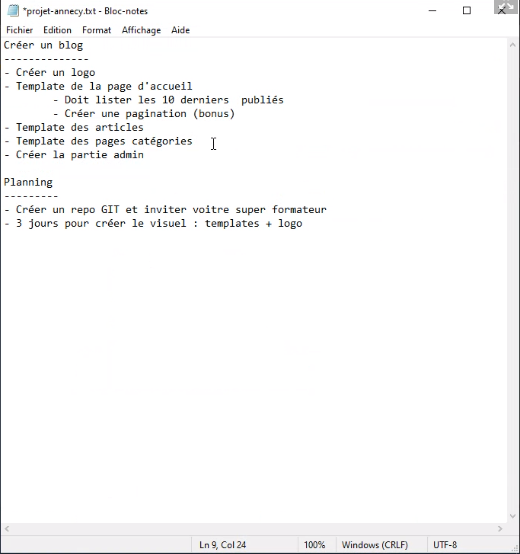 *projet-annecy.txt - Bloc-notes
Fichier Edition Format Affichage Aide
Créer un blog
--------------
- Créer un logo
- Template de la page d'accueil
- Doit lister les 10 derniers  publiés
- Créer une pagination (bonus)
- Template des articles
- Template des pages catégories
- Créer la partie admin
Planning
---------
- Créer un repo GIT et inviter voitre super formateur
- 3 jours pour créer le visuel : templates + logo
Ln 9, Col 24 100% Windows (CRLF) UTF-8